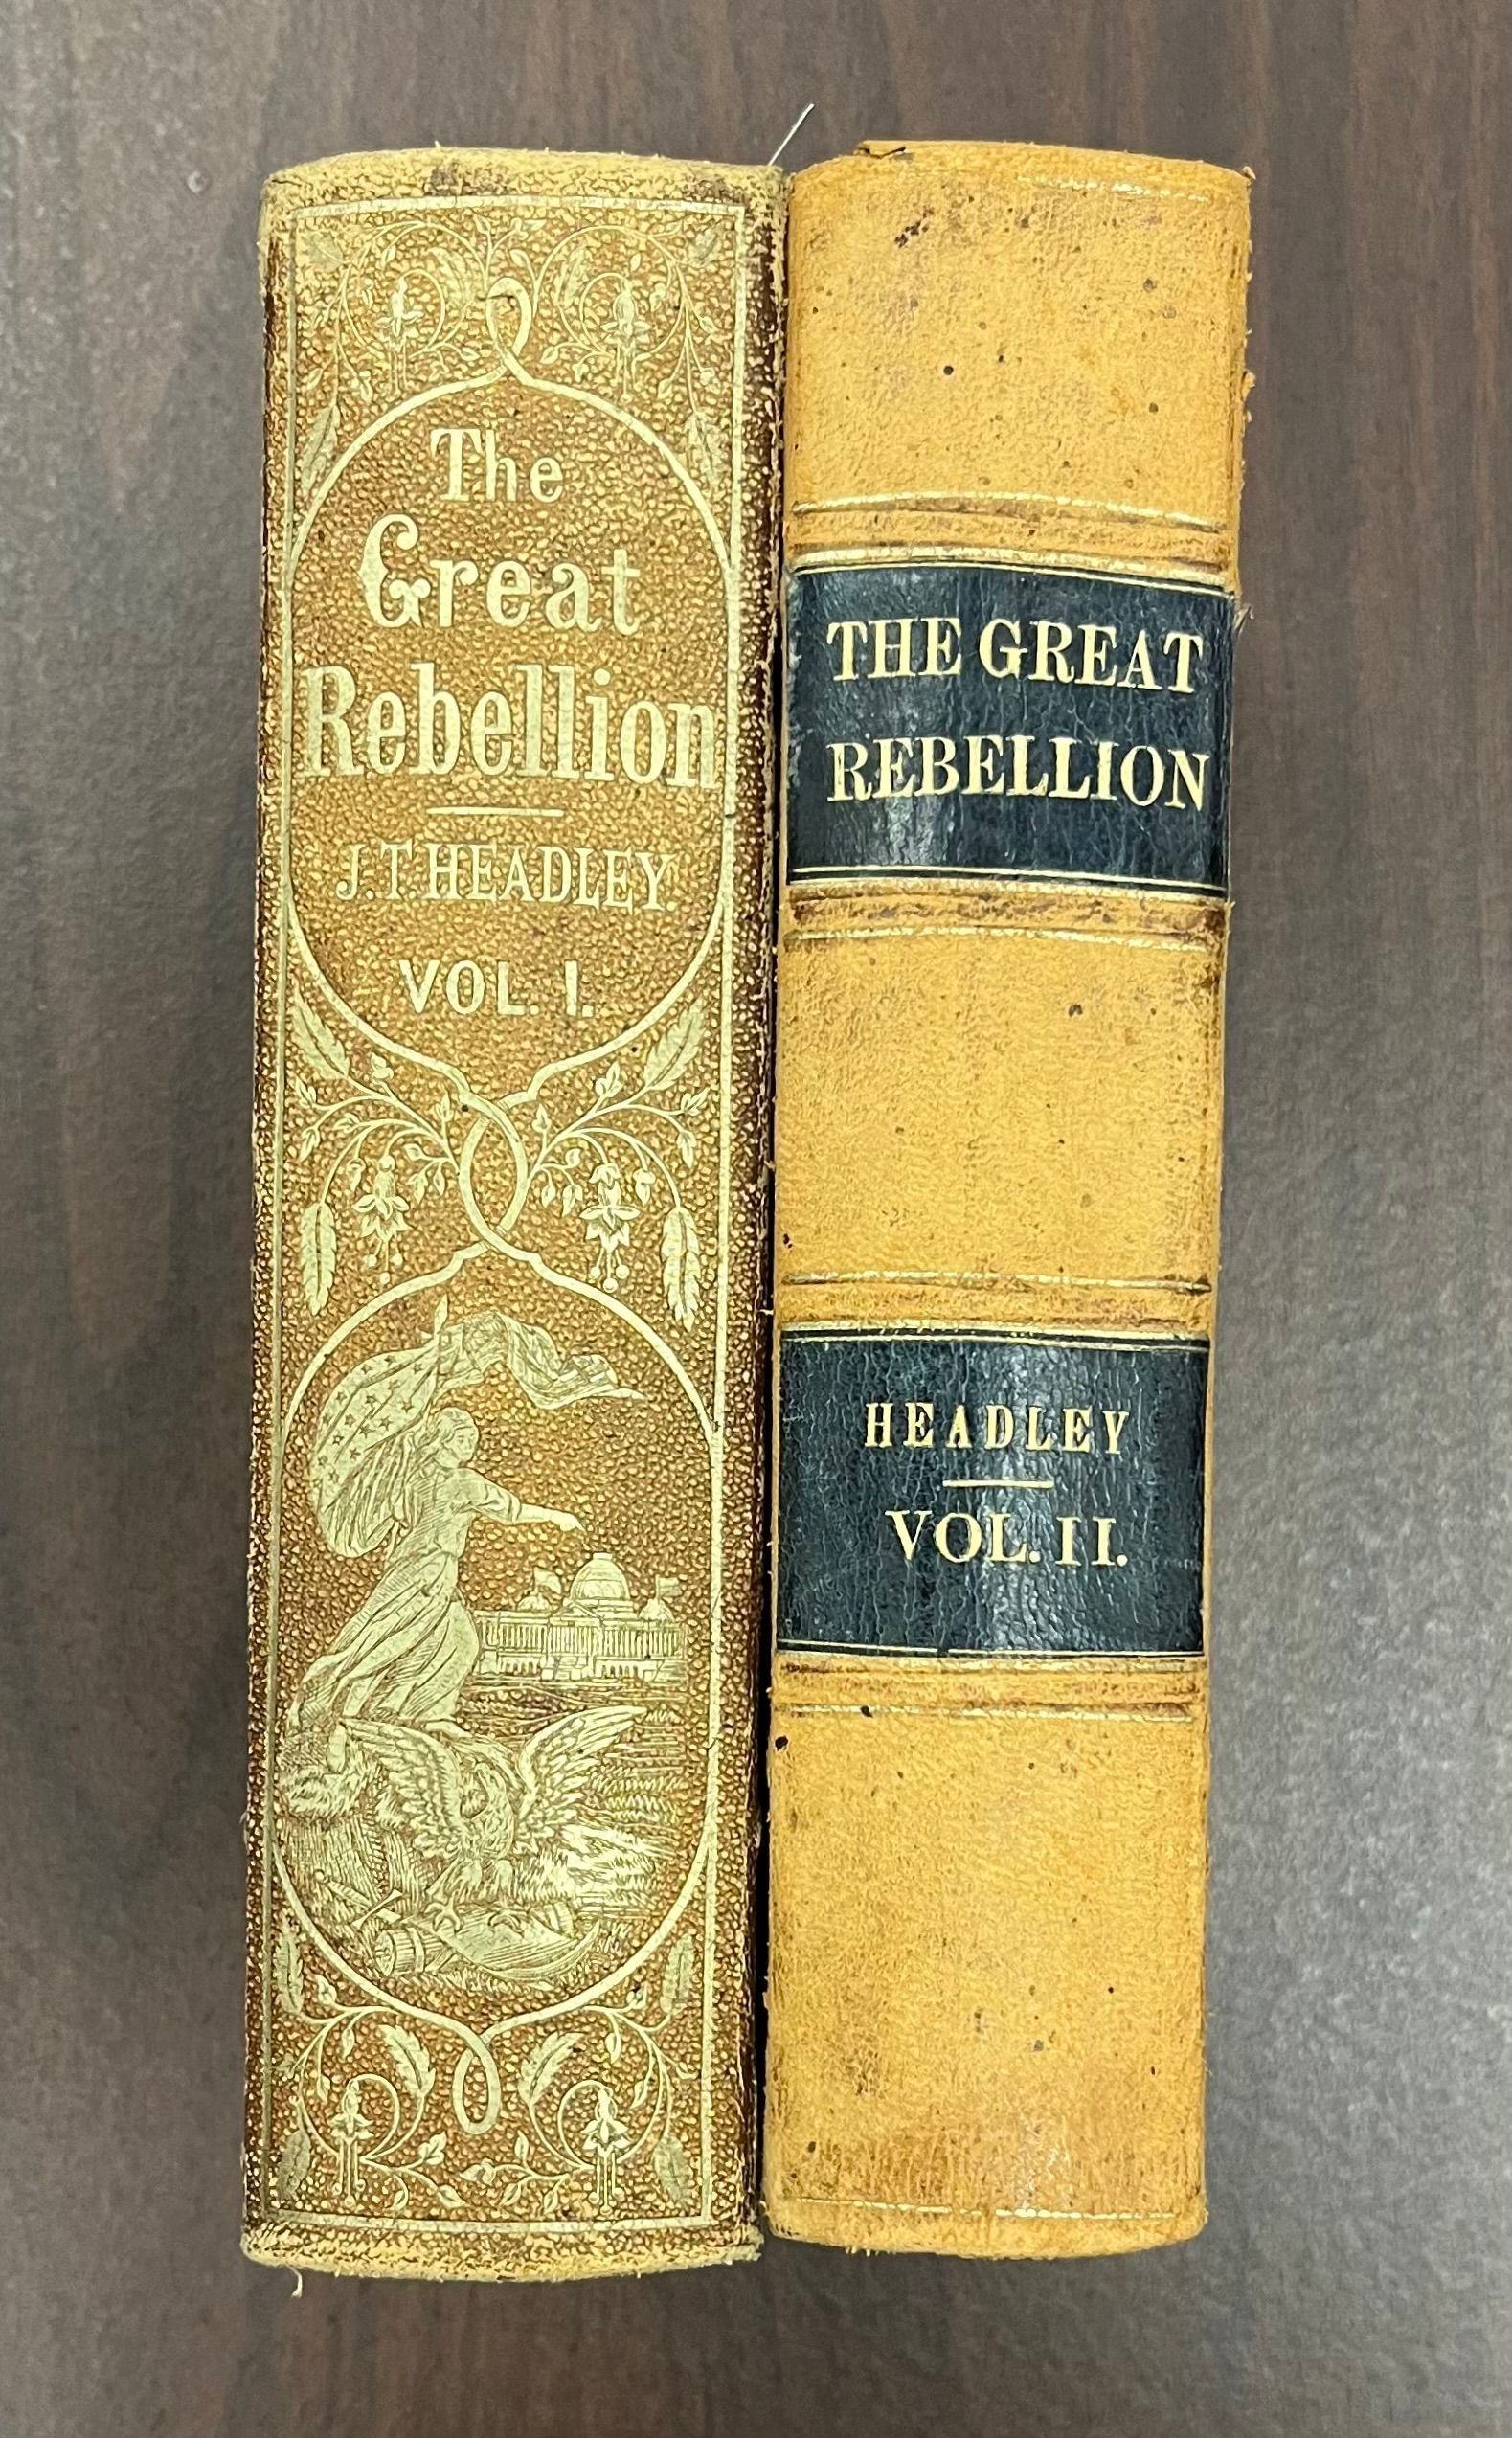 The
Great
Rebellion
J.T. HEADLEY.
VOL. I.
THE GREAT
REBELLION
HEADLEY
VOL. II.